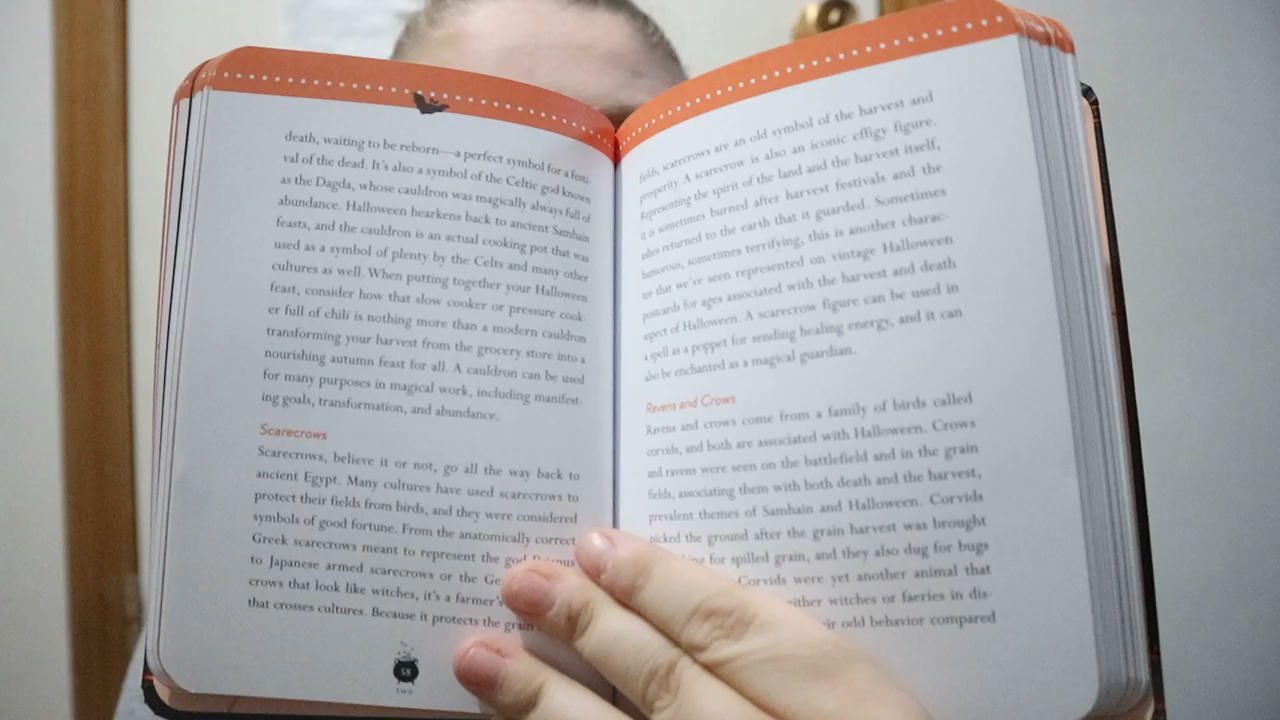 death, waiting to be reborn—a perfect symbol for a festi-
val of the dead. It's also a symbol of the Celtic god known
as the Dagda, whose cauldron was magically always full of
abundance. Halloween hearkens back to ancient Samhain
feasts, and the cauldron is an actual cooking pot that was
used as a symbol of plenty by the Celts and many other
cultures as well. When putting together your Halloween
feast, consider how that slow cooker or pressure cook-
er full of chili is nothing more than a modern cauldron
transforming your harvest from the grocery store into a
nourishing autumn feast for all. A cauldron can be used
for many purposes in magical work, including manifest-
ing goals, transformation, and abundance.
Scarecrows
Scarecrows, believe it or not, go all the way back to
ancient Egypt. Many cultures have used scarecrows to
protect their fields from birds, and they were considered
symbols of good fortune. From the anatomically correct
Greek scarecrows meant to represent the god
to Japanese armed scarecrows or the
crows that look like witches, it's a farmer's
that crosses cultures. Because it protects the grain
TWO
fields, scarecrows are an old symbol of the harvest and
prosperity. A scarecrow is also an iconic effigy figure.
Representing the spirit of the land and the harvest itself,
it is sometimes burned after harvest festivals and the
ashes returned to the earth that it guarded. Sometimes
humorous, sometimes terrifying, this is another charac-
ter that we've seen represented on vintage Halloween
postcards for ages associated with the harvest and death
aspect of Halloween. A scarecrow figure can be used in
a spell as a poppet for sending healing energy, and it can
also be enchanted as a magical guardian.
Ravens and Crows
Ravens and crows come from a family of birds called
corvids, and both are associated with Halloween. Crows
and ravens were seen on the battlefield and in the grain
fields, associating them with both death and the harvest,
prevalent themes of Samhain and Halloween. Corvids
picked the ground after the grain harvest was brought
for spilled grain, and they also dug for bugs
Corvids were yet another animal that
either witches or faeries in dis-
odd behavior compared